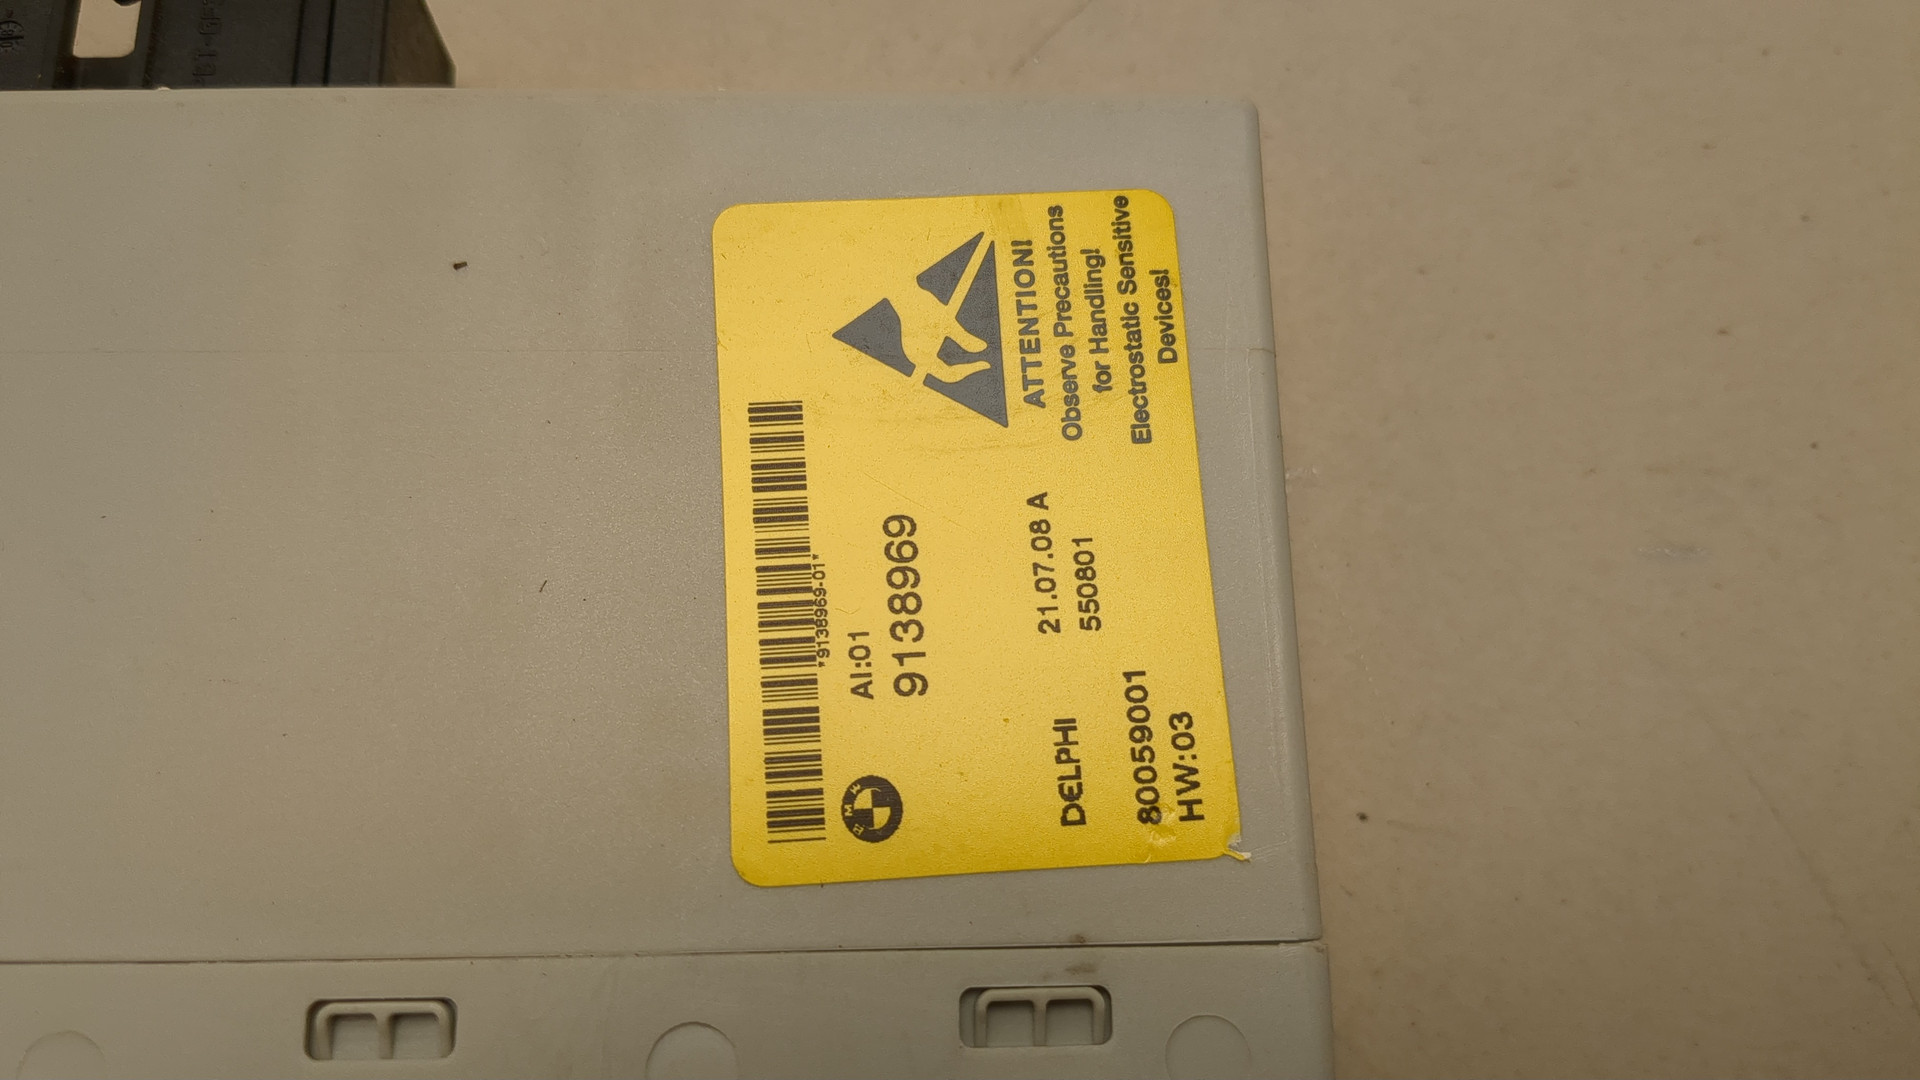 *9138969-01*
AI:01
9138969
BMW
DELPHI 21.07.08 A
550801
80059001
HW:03
ATTENTION!
Observe Precautions
for Handling!
Electrostatic Sensitive
Devices!